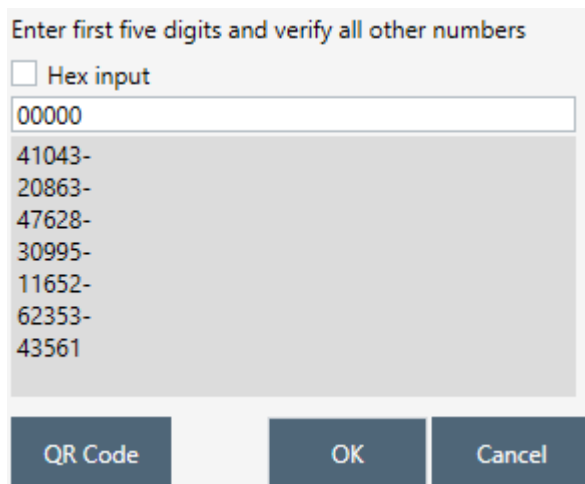 Enter first five digits and verify all other numbers
Hex input
00000
41043-
20863-
47628-
30995-
11652-
62353-
43561
QR Code OK Cancel